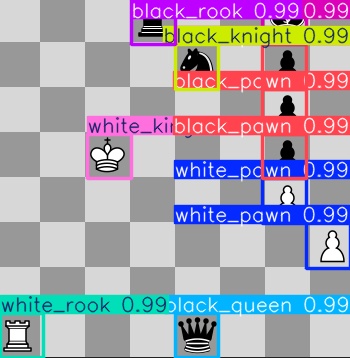 black_rook 0.99 0.99
black_knight 0.99
black_pawn 0.99
white_kin
black_pawn 0.99
white_pawn 0.99
white_pawn 0.99
white_rook 0.99
black_queen 0.99